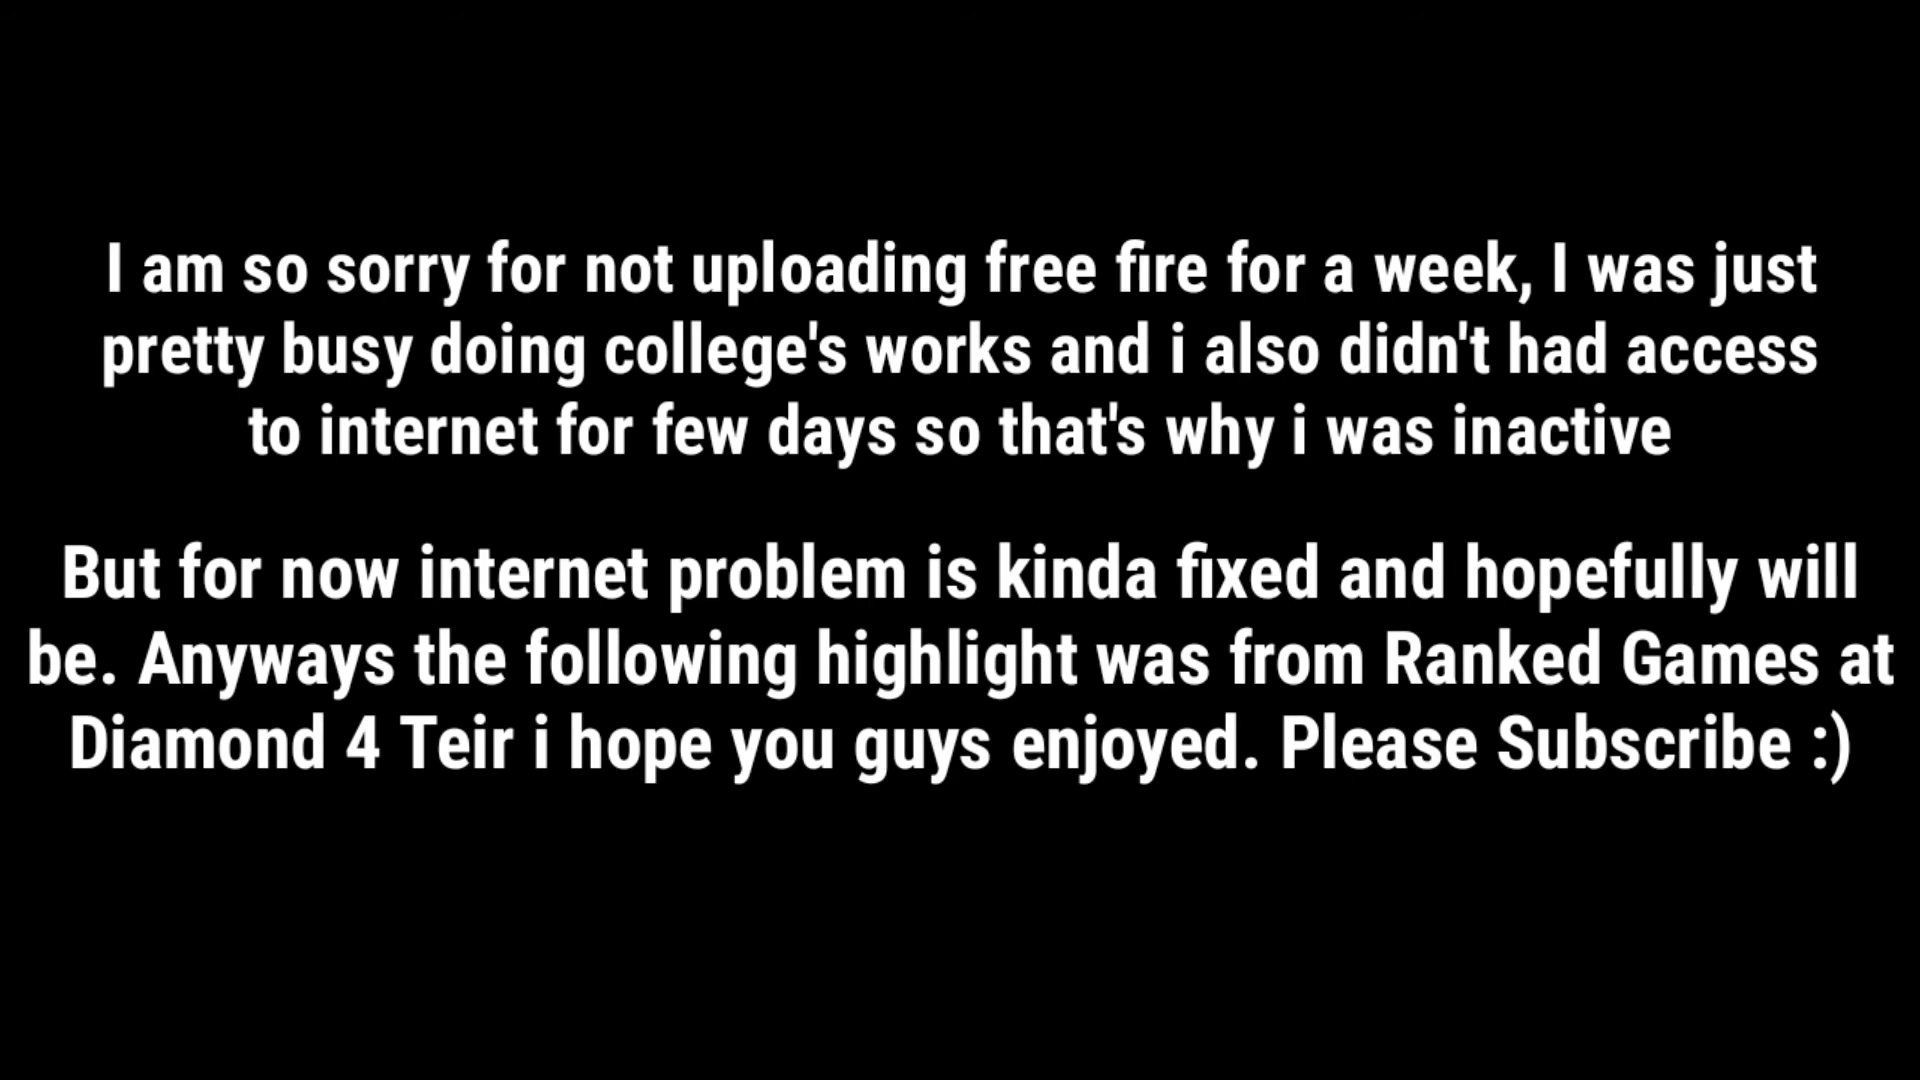 I am so sorry for not uploading free fire for a week, I was just
pretty busy doing college's works and i also didn't had access
to internet for few days so that's why i was inactive
But for now internet problem is kinda fixed and hopefully will
be. Anyways the following highlight was from Ranked Games at
Diamond 4 Teir i hope you guys enjoyed. Please Subscribe :)